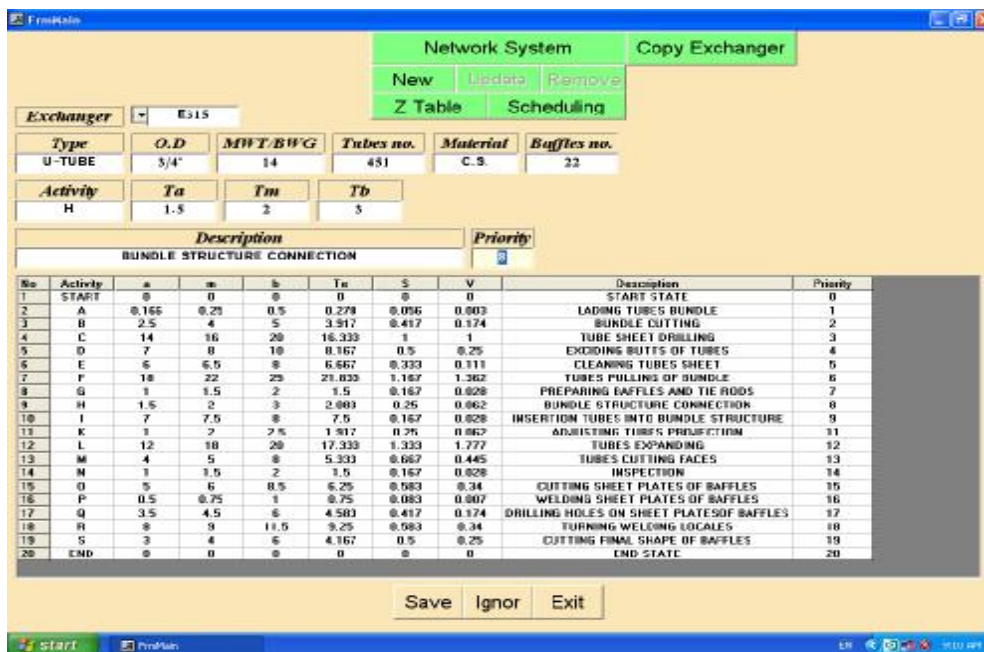 FrmMain
Network System Copy Exchanger
New Updata Remove
Z Table Scheduling
Exchanger E315
Type O.D MWT/BWG Tubes no. Material Baffles no.
U-TUBE 3/4" 14 451 C.S. 22
Activity Ta Tm Tb
H 1.5 2 3
Description Priority
BUNDLE STRUCTURE CONNECTION 8
No Activity a m b Te S V Description Priority
1 START 0 0 0 0 0 0 START STATE 0
2 A 0.166 0.25 0.5 0.278 0.056 0.003 LADING TUBES BUNDLE 1
3 B 2.5 4 5 3.917 0.417 0.174 BUNDLE CUTTING 2
4 C 14 16 20 16.333 1 1 TUBE SHEET DRILLING 3
5 D 7 8 10 8.167 0.5 0.25 EXCIDING BUTTS OF TUBES 4
6 E 6 6.5 8 6.667 0.333 0.111 CLEANING TUBES SHEET 5
7 F 18 22 25 21.833 1.167 1.362 TUBES PULLING OF BUNDLE 6
8 G 1 1.5 2 1.5 0.167 0.028 PREPARING BAFFLES AND TIE RODS 7
9 H 1.5 2 3 2.083 0.25 0.062 BUNDLE STRUCTURE CONNECTION 8
10 I 7 7.5 8 7.5 0.167 0.028 INSERTION TUBES INTO BUNDLE STRUCTURE 9
11 K 1 2 2.5 1.917 0.25 0.062 ADJUSTING TUBES PROJECTION 11
12 L 12 18 20 17.333 1.333 1.777 TUBES EXPANDING 12
13 M 4 5 8 5.333 0.667 0.445 TUBES CUTTING FACES 13
14 N 1 1.5 2 1.5 0.167 0.028 INSPECTION 14
15 O 5 6 8.5 6.25 0.583 0.34 CUTTING SHEET PLATES OF BAFFLES 15
16 P 0.5 0.75 1 0.75 0.083 0.007 WELDING SHEET PLATES OF BAFFLES 16
17 Q 3.5 4.5 6 4.583 0.417 0.174 DRILLING HOLES ON SHEET PLATESOF BAFFLES 17
18 R 8 9 11.5 9.25 0.583 0.34 TURNING WELDING LOCALES 18
19 S 3 4 6 4.167 0.5 0.25 CUTTING FINAL SHAPE OF BAFFLES 19
20 END 0 0 0 0 0 0 END STATE 20
Save Ignor Exit
start FrmMain EN 9:10 AM